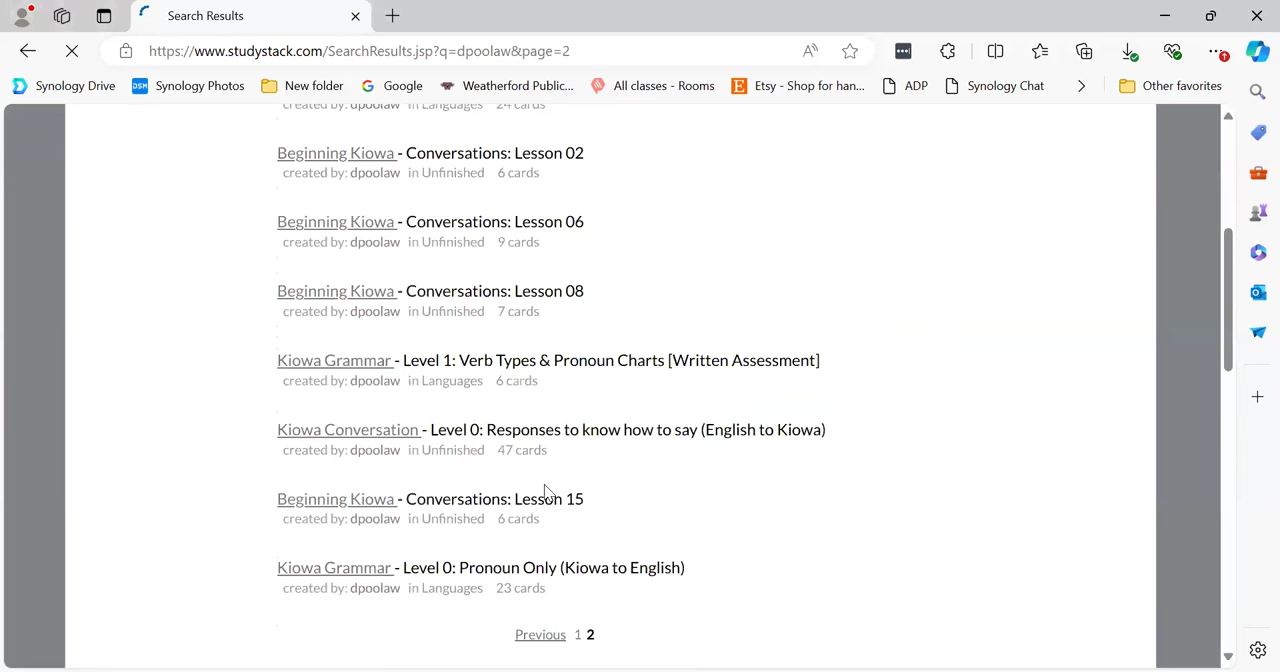 Search Results
https://www.studystack.com/SearchResults.jsp?q=dpoolaw&page=2
Synology Drive
DSM Synology Photos
New folder
Google
Weatherford Public...
All classes - Rooms
E Etsy - Shop for han...
ADP
Synology Chat
Other favorites
created by: dpoolaw in Languages 24 cards
Beginning Kiowa - Conversations: Lesson 02
created by: dpoolaw in Unfinished 6 cards
Beginning Kiowa - Conversations: Lesson 06
created by: dpoolaw in Unfinished 9 cards
Beginning Kiowa - Conversations: Lesson 08
created by: dpoolaw in Unfinished 7 cards
Kiowa Grammar - Level 1: Verb Types & Pronoun Charts [Written Assessment]
created by: dpoolaw in Languages 6 cards
Kiowa Conversation - Level 0: Responses to know how to say (English to Kiowa)
created by: dpoolaw in Unfinished 47 cards
Beginning Kiowa - Conversations: Lesson 15
created by: dpoolaw in Unfinished 6 cards
Kiowa Grammar - Level 0: Pronoun Only (Kiowa to English)
created by: dpoolaw in Languages 23 cards
Previous 1 2